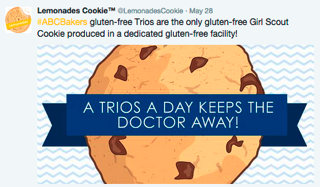 Lemonades Cookie™ @LemonadesCookie · May 28
#ABCBakers gluten-free Trios are the only gluten-free Girl Scout
Cookie produced in a dedicated gluten-free facility!
A TRIOS A DAY KEEPS THE
DOCTOR AWAY!